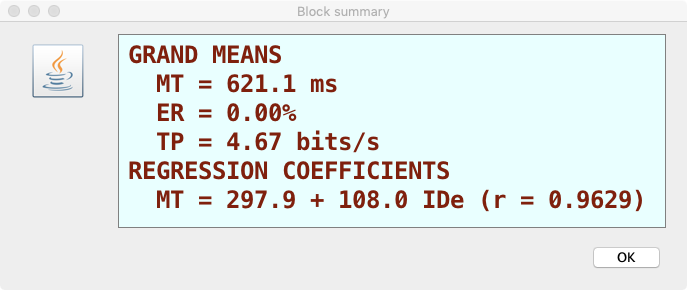 Block summary
GRAND MEANS
MT = 621.1 ms
ER = 0.00%
TP = 4.67 bits/s
REGRESSION COEFFICIENTS
MT = 297.9 + 108.0 IDe (r = 0.9629)
OK